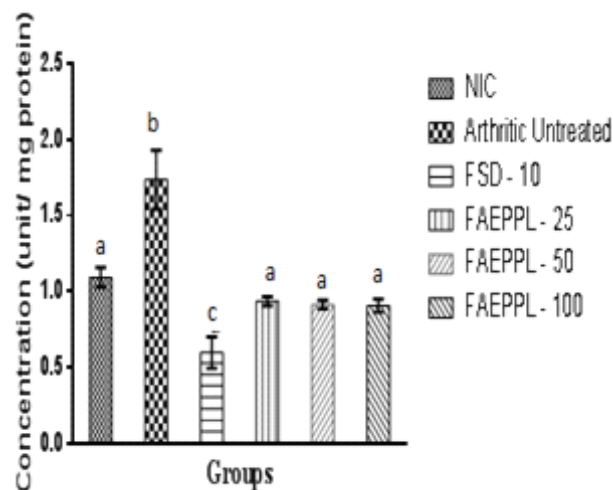 Concentration (unit/ mg protein)
2.5
2.0
1.5
1.0
0.5
0.0
a
b
c
a
a
a
Groups
NIC
Arthritic Untreated
FSD - 10
FAEPPL - 25
FAEPPL - 50
FAEPPL - 100